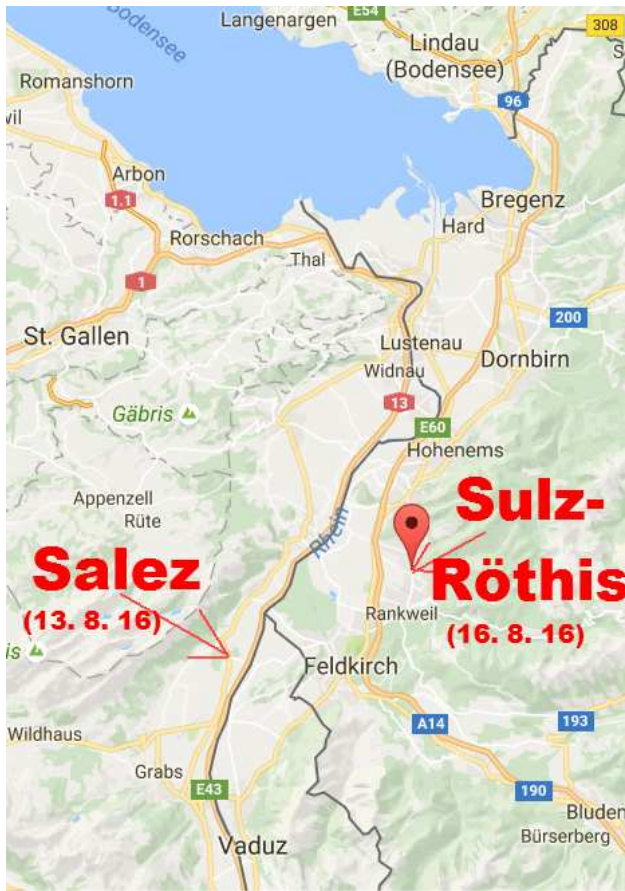 Langenargen
E54
308
Bodensee
Lindau
(Bodensee)
Romanshorn
wil
96
Arbon
1.1
Bregenz
Hard
Rorschach
Thal
1
200
St. Gallen
Lustenau
Dornbirn
Widnau
13
Gäbris
E60
Hohenems
Appenzell
Rüte
Rhein
Sulz-
Röthis
(16. 8. 16)
Salez
(13. 8. 16)
is
Rankweil
Feldkirch
A14
193
Wildhaus
Grabs
E43
190
Bluden
Bürserberg
Vaduz